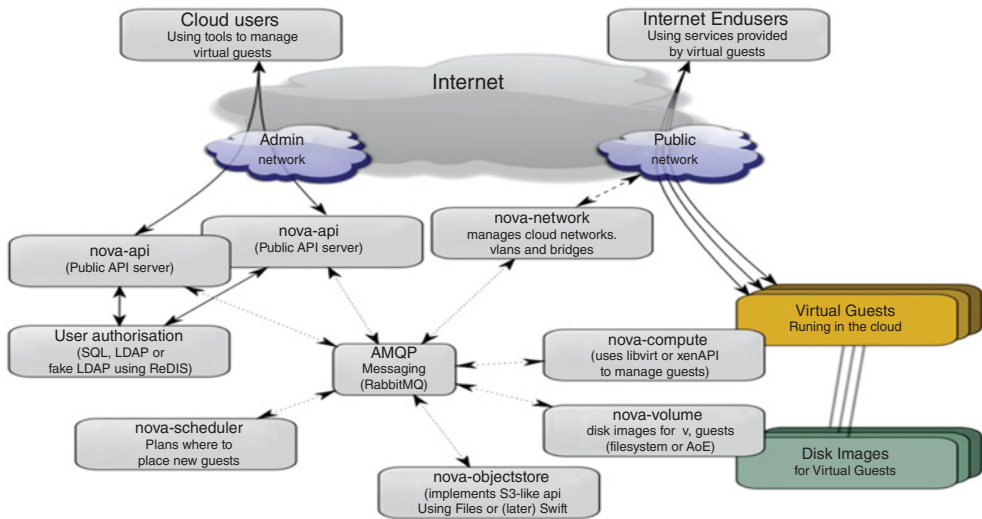 Cloud users
Using tools to manage
virtual guests
Internet Endusers
Using services provided
by virtual guests
Internet
Admin
network
Public
network
nova-api
(Public API server)
nova-api
(Public API server)
nova-network
manages cloud networks.
vlans and bridges
User authorisation
(SQL, LDAP or
fake LDAP using ReDIS)
AMQP
Messaging
(RabbitMQ)
nova-compute
(uses libvirt or xenAPI
to manage guests)
Virtual Guests
Runing in the cloud
nova-scheduler
Plans where to
place new guests
nova-volume
disk images for v, guests
(filesystem or AoE)
Disk Images
for Virtual Guests
nova-objectstore
(implements S3-like api
Using Files or (later) Swift